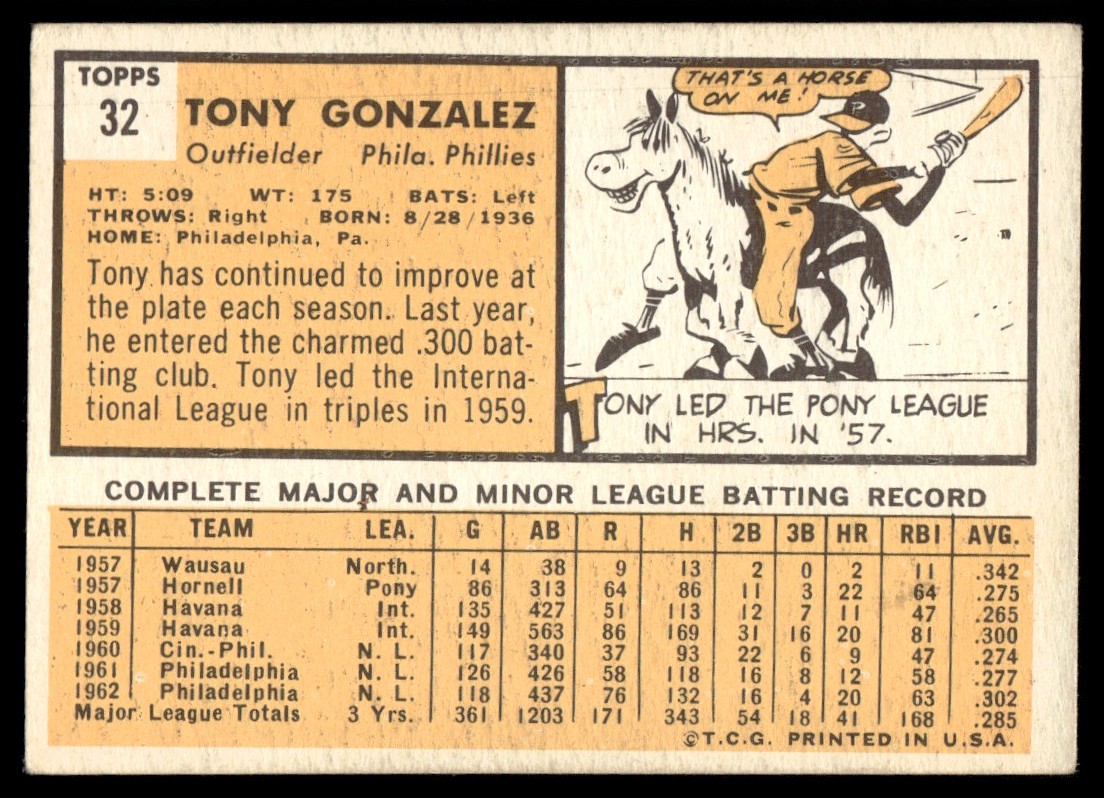 TOPPS
32
TONY GONZALEZ
Outfielder Phila. Phillies
HT: 5:09 WT: 175 BATS: Left
THROWS: Right BORN: 8/28/1936
HOME: Philadelphia, Pa.
Tony has continued to improve at
the plate each season. Last year,
he entered the charmed .300 bat-
ting club. Tony led the Interna-
tional League in triples in 1959.
THAT'S A HORSE
ON ME!
P
TONY LED THE PONY LEAGUE
IN HRS. IN '57.
COMPLETE MAJOR AND MINOR LEAGUE BATTING RECORD
YEAR TEAM LEA. G AB R H 2B 3B HR RBI AVG.
1957 Wausau North. 14 38 9 13 2 0 2 11 .342
1957 Hornell Pony 86 313 64 86 11 3 22 64 .275
1958 Havana Int. 135 427 51 113 12 7 11 47 .265
1959 Havana Int. 149 563 86 169 31 16 20 81 .300
1960 Cin.-Phil. N. L. 117 340 37 93 22 6 9 47 .274
1961 Philadelphia N. L. 126 426 58 118 16 8 12 58 .277
1962 Philadelphia N. L. 118 437 76 132 16 4 20 63 .302
Major League Totals 3 Yrs. 361 1203 171 343 54 18 41 168 .285
©T.C.G. PRINTED IN U.S.A.